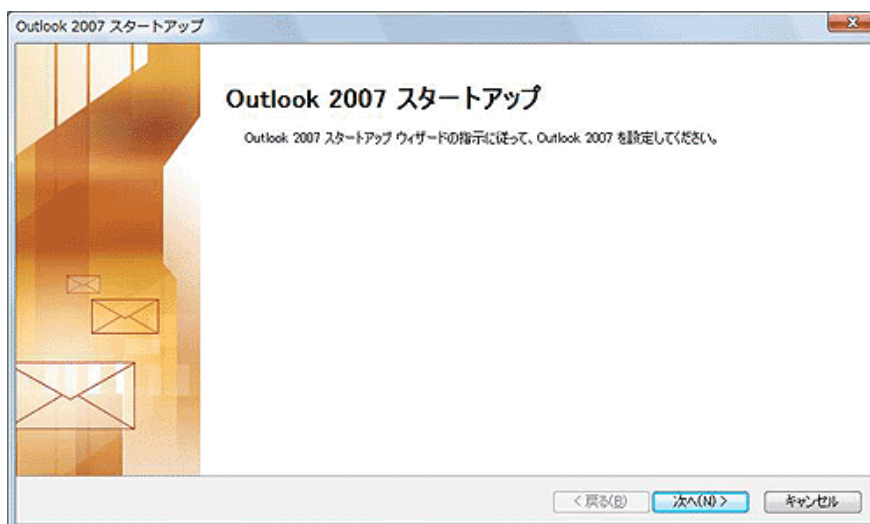 Outlook 2007 スタートアップ
Outlook 2007 スタートアップ
Outlook 2007 スタートアップ ウィザードの指示に従って、Outlook 2007 を設定してください。
< 戻る(B)
次へ(N) >
キャンセル